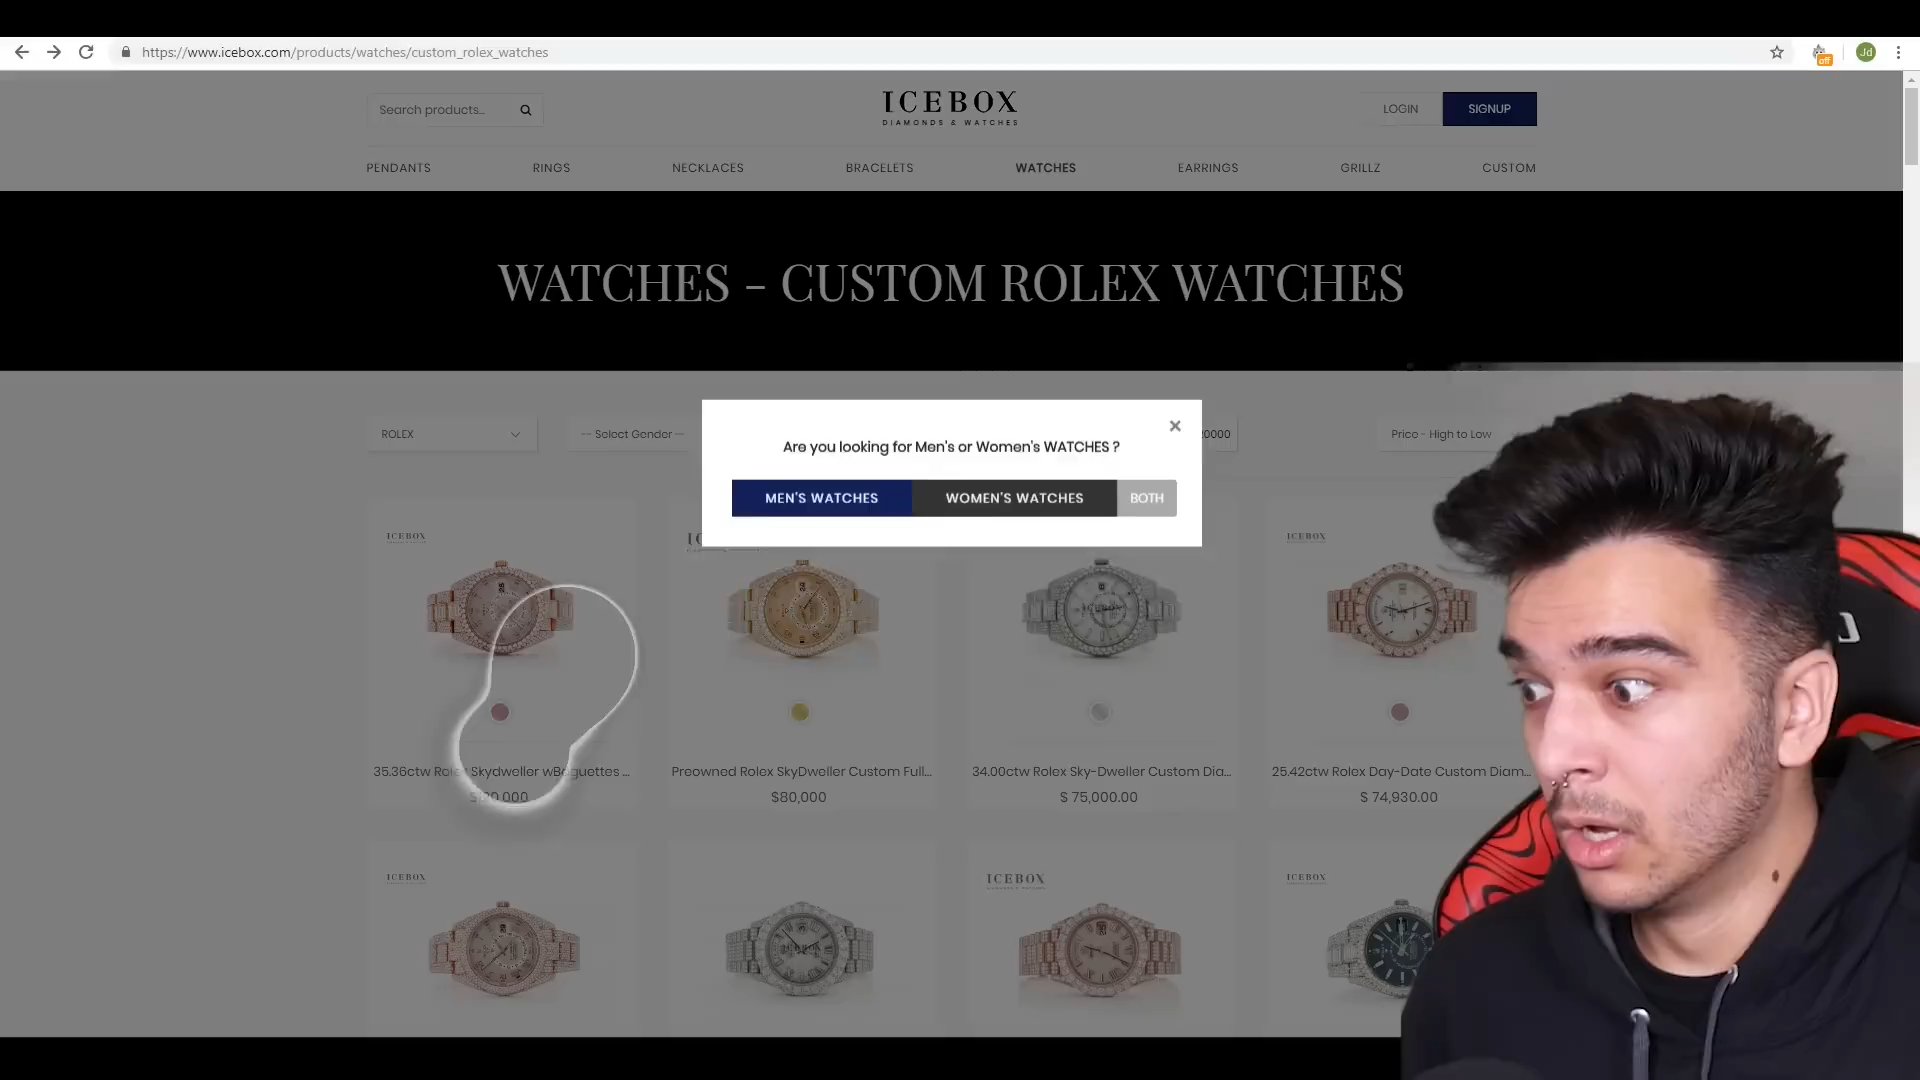 https://www.icebox.com/products/watches/custom_rolex_watches
off
Jd
Search products...
ICEBOX
DIAMONDS & WATCHES
LOGIN
SIGNUP
PENDANTS
RINGS
NECKLACES
BRACELETS
WATCHES
EARRINGS
GRILLZ
CUSTOM
WATCHES - CUSTOM ROLEX WATCHES
ROLEX
-- Select Gender --
0000
Price - High to Low
Are you looking for Men's or Women's WATCHES ?
MEN'S WATCHES
WOMEN'S WATCHES
BOTH
ICEBOX
ICEBOX
35.36ctw Rolex Skydweller wBaguettes ...
Preowned Rolex SkyDweller Custom Full...
34.00ctw Rolex Sky-Dweller Custom Dia...
25.42ctw Rolex Day-Date Custom Diam...
$80,000
$ 75,000.00
$ 74,930.00
ICEBOX
ICEBOX
ICEBOX